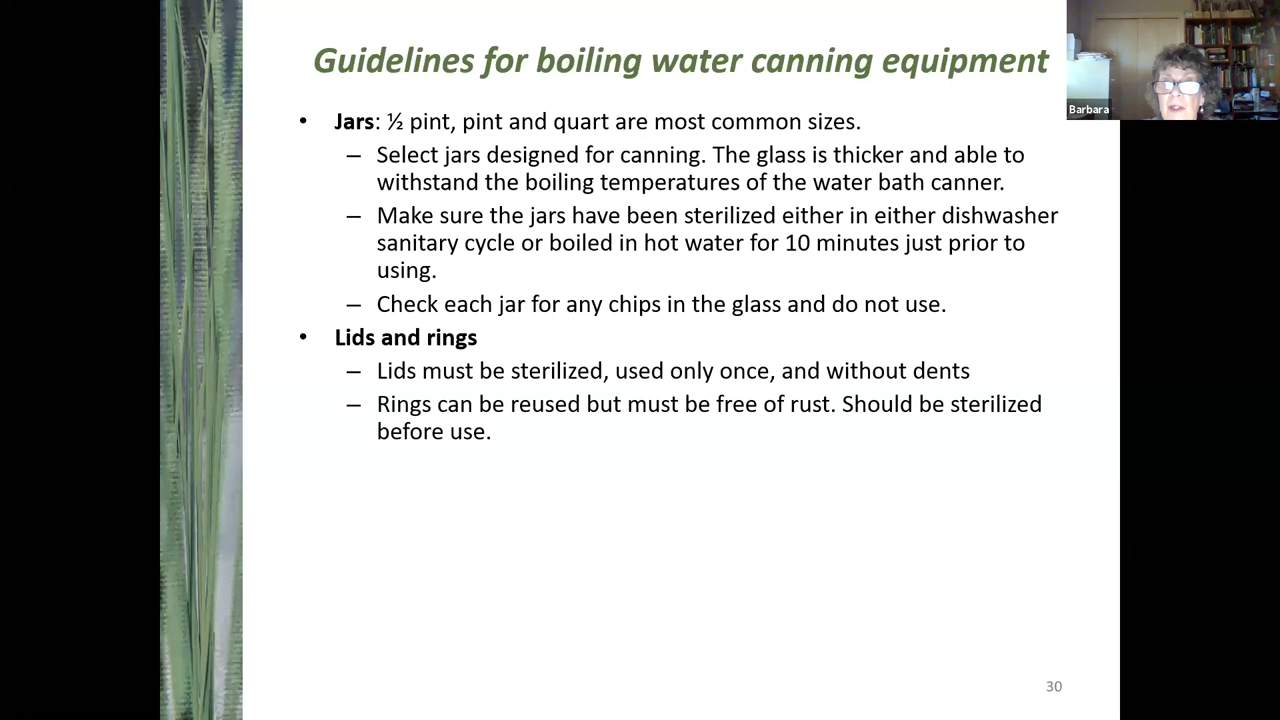 Guidelines for boiling water canning equipment
Barbara
• Jars: ½ pint, pint and quart are most common sizes.
– Select jars designed for canning. The glass is thicker and able to
withstand the boiling temperatures of the water bath canner.
– Make sure the jars have been sterilized either in either dishwasher
sanitary cycle or boiled in hot water for 10 minutes just prior to
using.
– Check each jar for any chips in the glass and do not use.
• Lids and rings
– Lids must be sterilized, used only once, and without dents
– Rings can be reused but must be free of rust. Should be sterilized
before use.
30